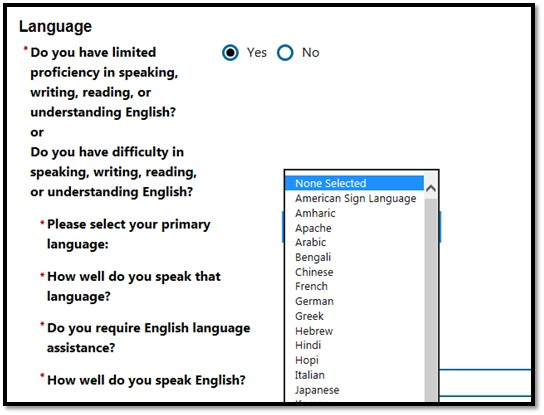 Language
* Do you have limited
proficiency in speaking,
writing, reading, or
understanding English?
or
Do you have difficulty in
speaking, writing, reading,
or understanding English?
Yes No
* Please select your primary
language:
* How well do you speak that
language?
* Do you require English language
assistance?
* How well do you speak English?
None Selected
American Sign Language
Amharic
Apache
Arabic
Bengali
Chinese
French
German
Greek
Hebrew
Hindi
Hopi
Italian
Japanese